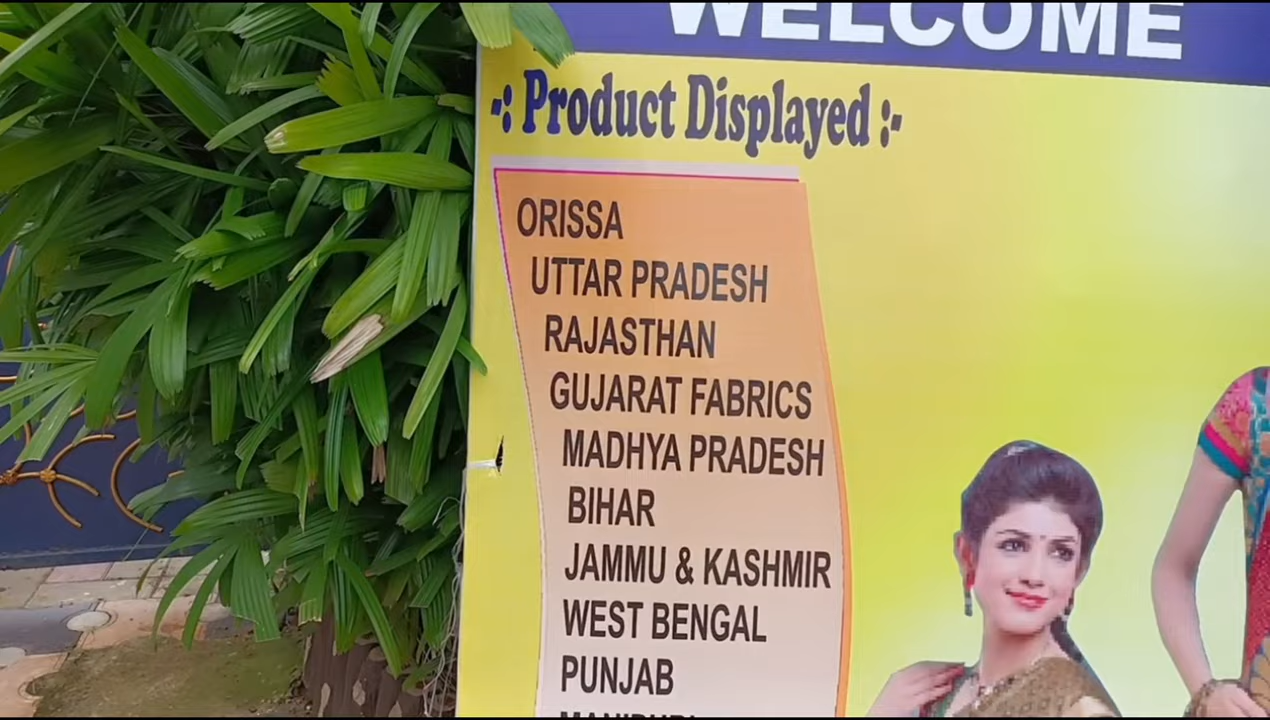 WELCOME
-: Product Displayed :-
ORISSA
UTTAR PRADESH
RAJASTHAN
GUJARAT FABRICS
MADHYA PRADESH
BIHAR
JAMMU & KASHMIR
WEST BENGAL
PUNJAB